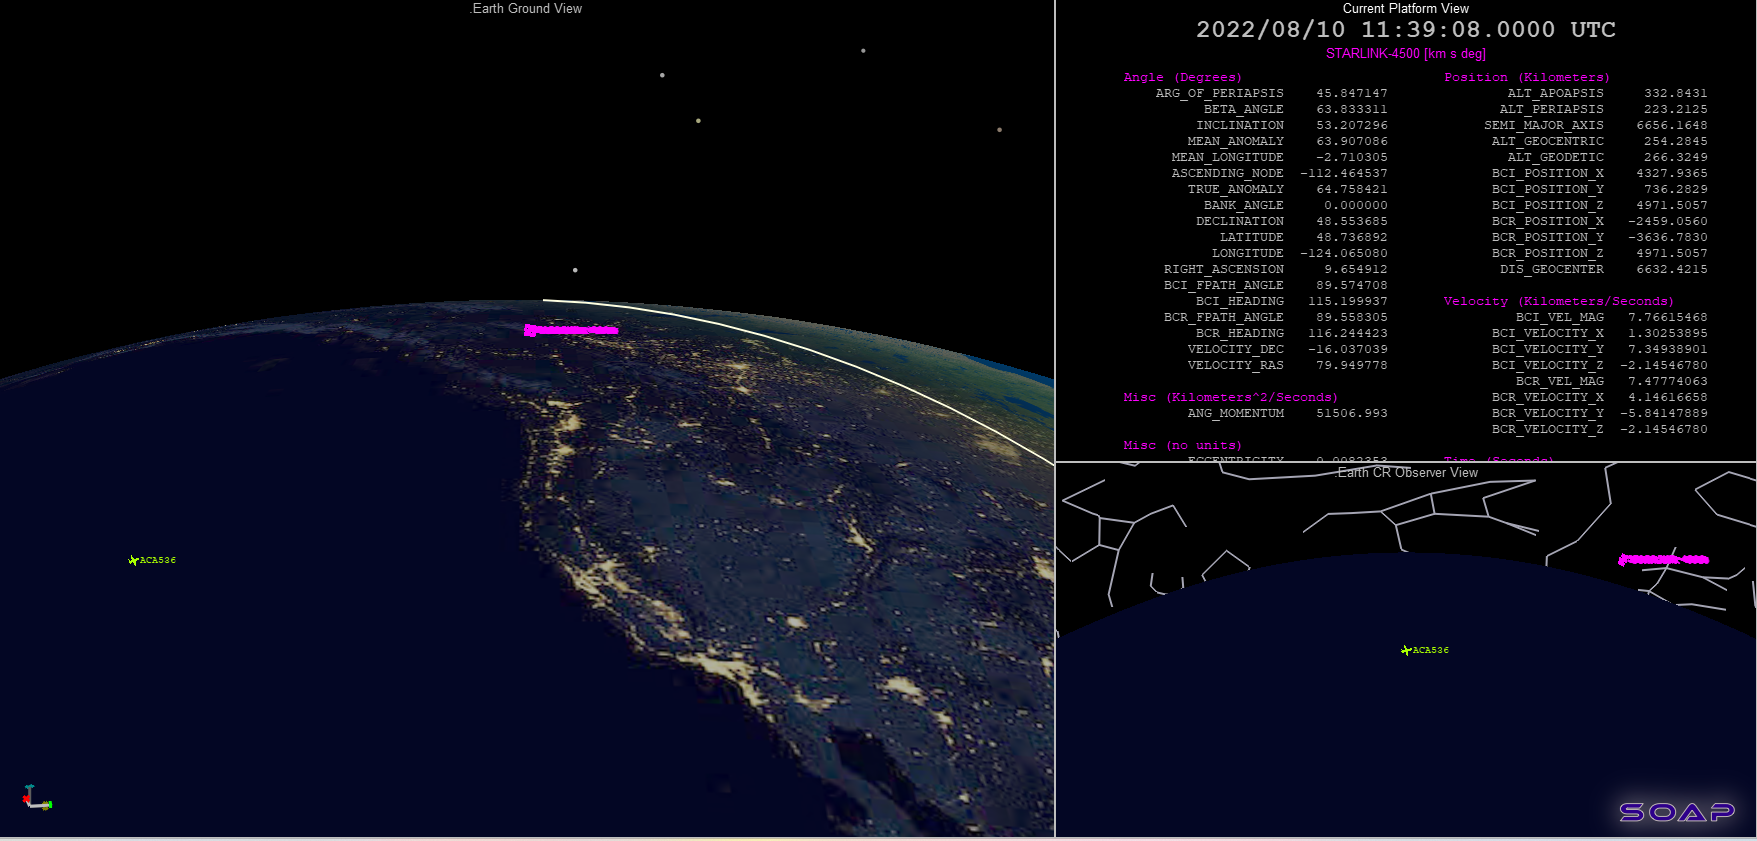 .Earth Ground View
ACA536
Current Platform View
2022/08/10 11:39:08.0000 UTC
STARLINK-4500 [km s deg]
Angle (Degrees)
ARG_OF_PERIAPSIS 45.847147
BETA_ANGLE 63.833311
INCLINATION 53.207296
MEAN_ANOMALY 63.907086
MEAN_LONGITUDE -2.710305
ASCENDING_NODE -112.464537
TRUE_ANOMALY 64.758421
BANK_ANGLE 0.000000
DECLINATION 48.553685
LATITUDE 48.736892
LONGITUDE -124.065080
RIGHT_ASCENSION 9.654912
BCI_FPATH_ANGLE 89.574708
BCI_HEADING 115.199937
BCR_FPATH_ANGLE 89.558305
BCR_HEADING 116.244423
VELOCITY_DEC -16.037039
VELOCITY_RAS 79.949778
Misc (Kilometers^2/Seconds)
ANG_MOMENTUM 51506.993
Misc (no units)
ECCENTRICITY 0.0082353
Position (Kilometers)
ALT_APOAPSIS 332.8431
ALT_PERIAPSIS 223.2125
SEMI_MAJOR_AXIS 6656.1648
ALT_GEOCENTRIC 254.2845
ALT_GEODETIC 266.3249
BCI_POSITION_X 4327.9365
BCI_POSITION_Y 736.2829
BCI_POSITION_Z 4971.5057
BCR_POSITION_X -2459.0560
BCR_POSITION_Y -3636.7830
BCR_POSITION_Z 4971.5057
DIS_GEOCENTER 6632.4215
Velocity (Kilometers/Seconds)
BCI_VEL_MAG 7.76615468
BCI_VELOCITY_X 1.30253895
BCI_VELOCITY_Y 7.34938901
BCI_VELOCITY_Z -2.14546780
BCR_VEL_MAG 7.47774063
BCR_VELOCITY_X 4.14616658
BCR_VELOCITY_Y -5.84147889
BCR_VELOCITY_Z -2.14546780
Time (Seconds)
.Earth CR Observer View
ACA536
SOAP